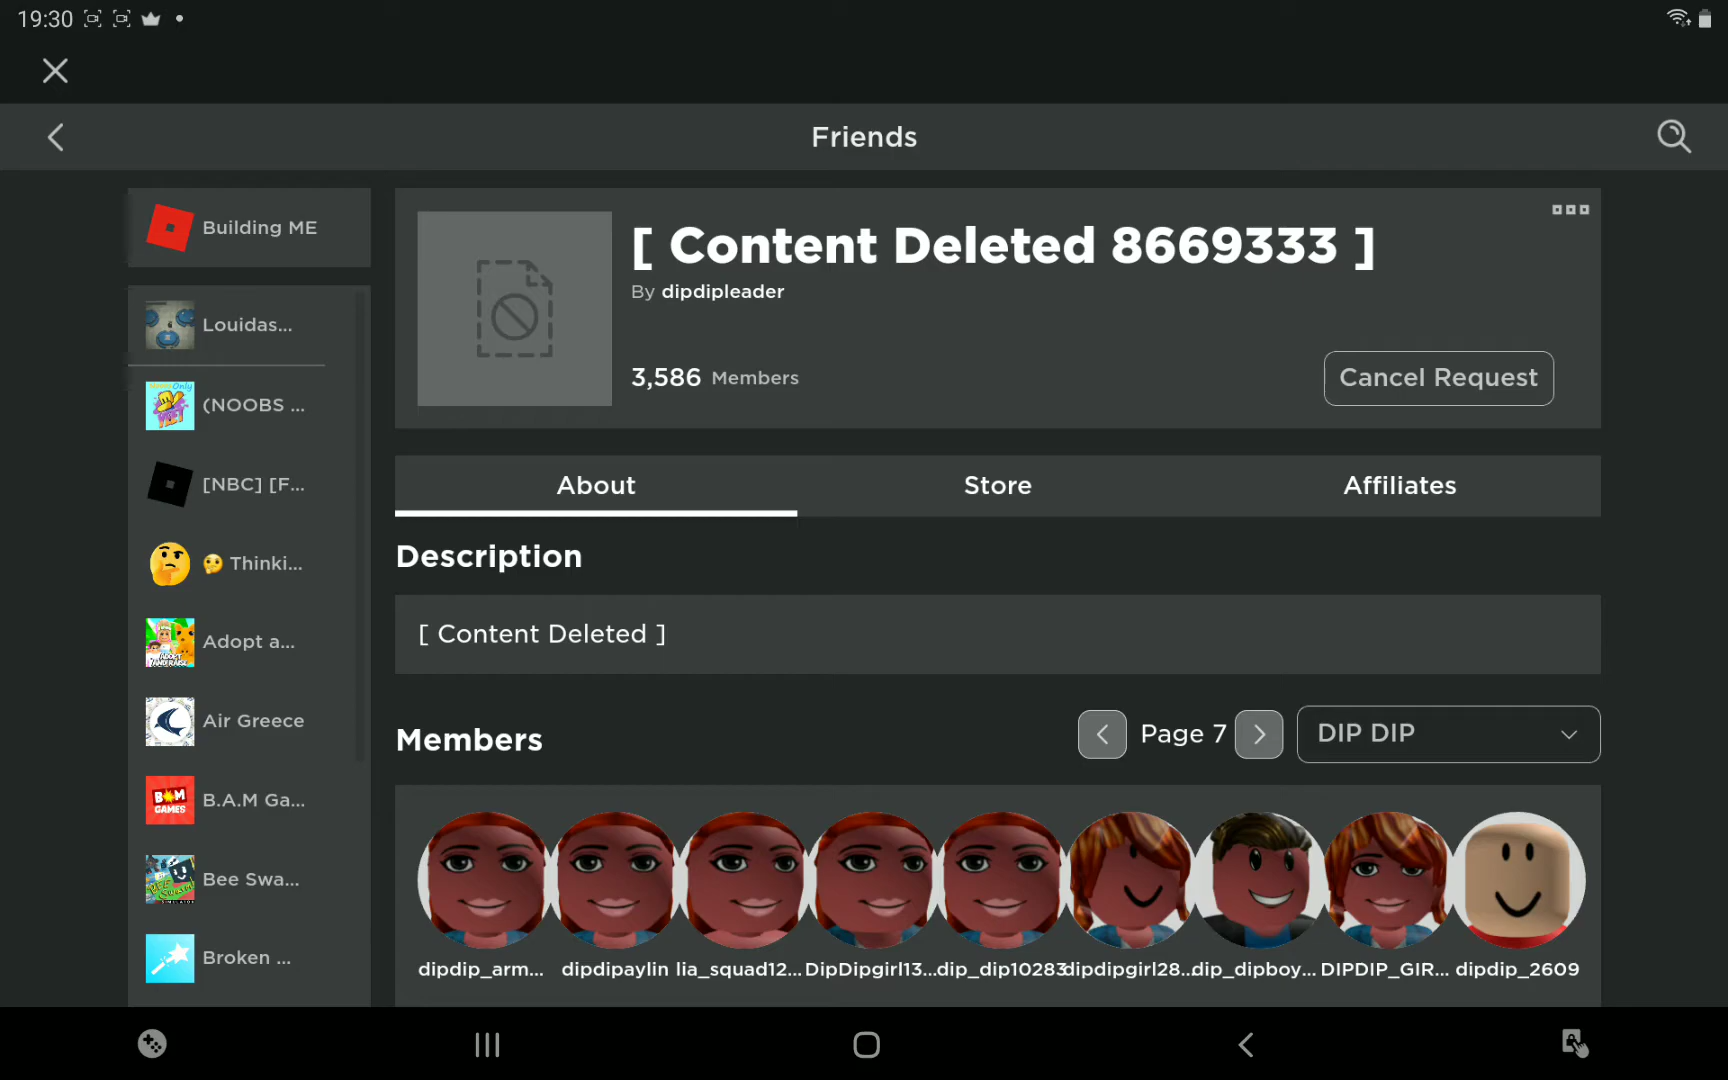 19:30
Friends
Building ME
Louidas...
(NOOBS ...
[NBC] [F...
🤔 Thinki...
Adopt a...
Air Greece
B.A.M Ga...
Bee Swa...
Broken ...
[ Content Deleted 8669333 ]
By dipdipleader
3,586 Members
Cancel Request
About Store Affiliates
Description
[ Content Deleted ]
Members
Page 7
DIP DIP
dipdip_arm... dipdipaylin lia_squad12... DipDipgirl13... dip_dip10283 dipdipgirl28... dip_dipboy... DIPDIP_GIR... dipdip_2609